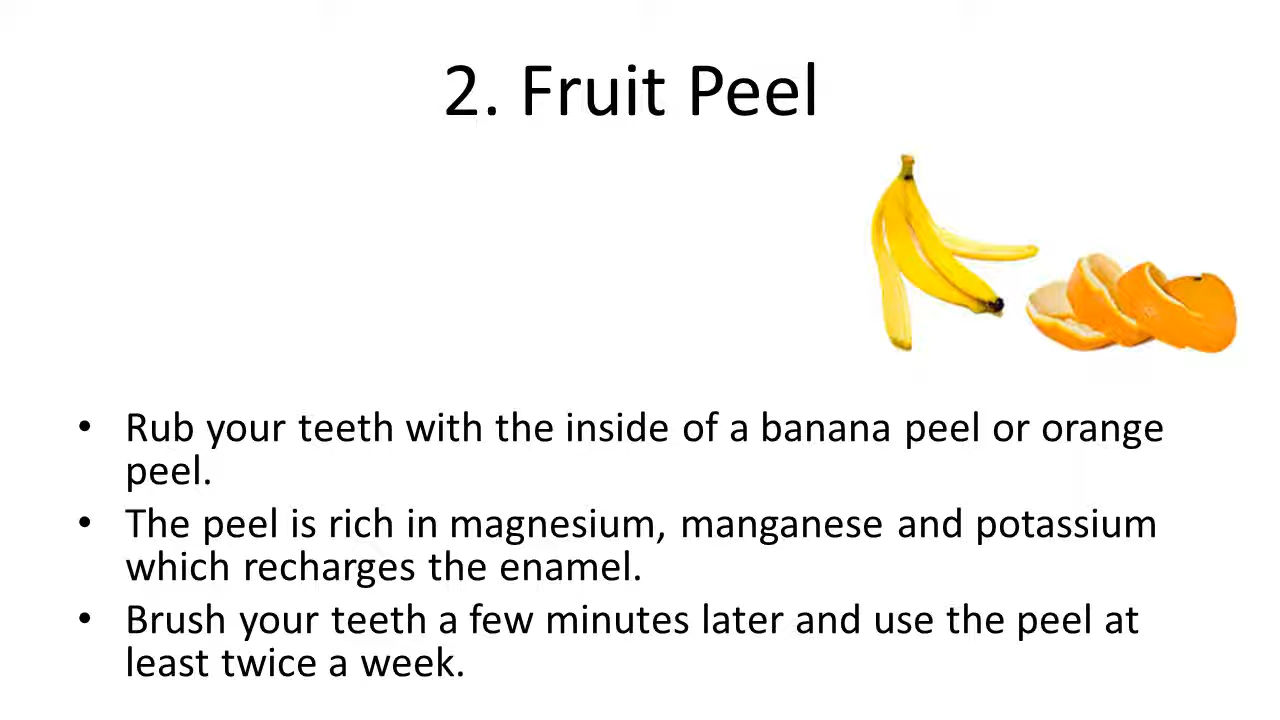 2. Fruit Peel
• Rub your teeth with the inside of a banana peel or orange
peel.
• The peel is rich in magnesium, manganese and potassium
which recharges the enamel.
• Brush your teeth a few minutes later and use the peel at
least twice a week.